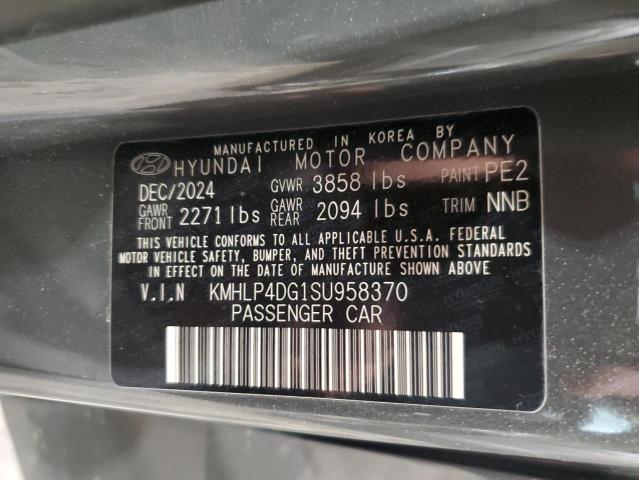 MANUFACTURED IN KOREA BY
HYUNDAI MOTOR COMPANY
DEC/2024 GVWR 3858 lbs PAINT PE2
GAWR FRONT 2271 lbs GAWR REAR 2094 lbs TRIM NNB
THIS VEHICLE CONFORMS TO ALL APPLICABLE U.S.A. FEDERAL
MOTOR VEHICLE SAFETY, BUMPER, AND THEFT PREVENTION STANDARDS
IN EFFECT ON THE DATE OF MANUFACTURE SHOWN ABOVE
V.I.N KMHLP4DG1SU958370
PASSENGER CAR